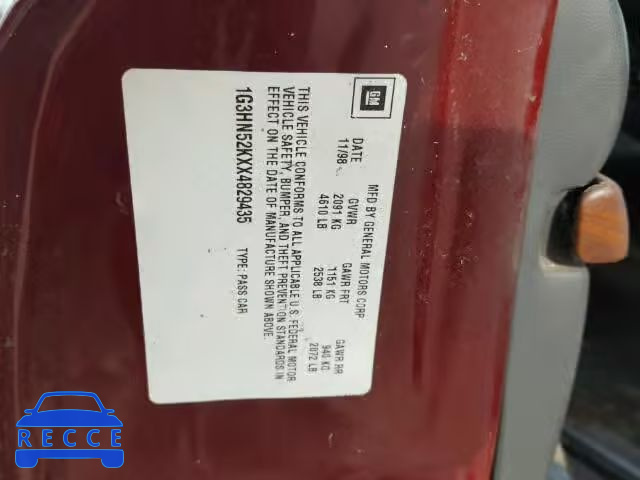 GM
MFD BY GENERAL MOTORS CORP
DATE GVWR GAWR FRT GAWR RR
11/98 2091 KG 1151 KG 940 KG
4610 LB 2538 LB 2072 LB
THIS VEHICLE CONFORMS TO ALL APPLICABLE U.S. FEDERAL MOTOR
VEHICLE SAFETY, BUMPER, AND THEFT PREVENTION STANDARDS IN
EFFECT ON THE DATE OF MANUFACTURE SHOWN ABOVE.
1G3HN52KXX4829435 TYPE: PASS CAR
RECCE